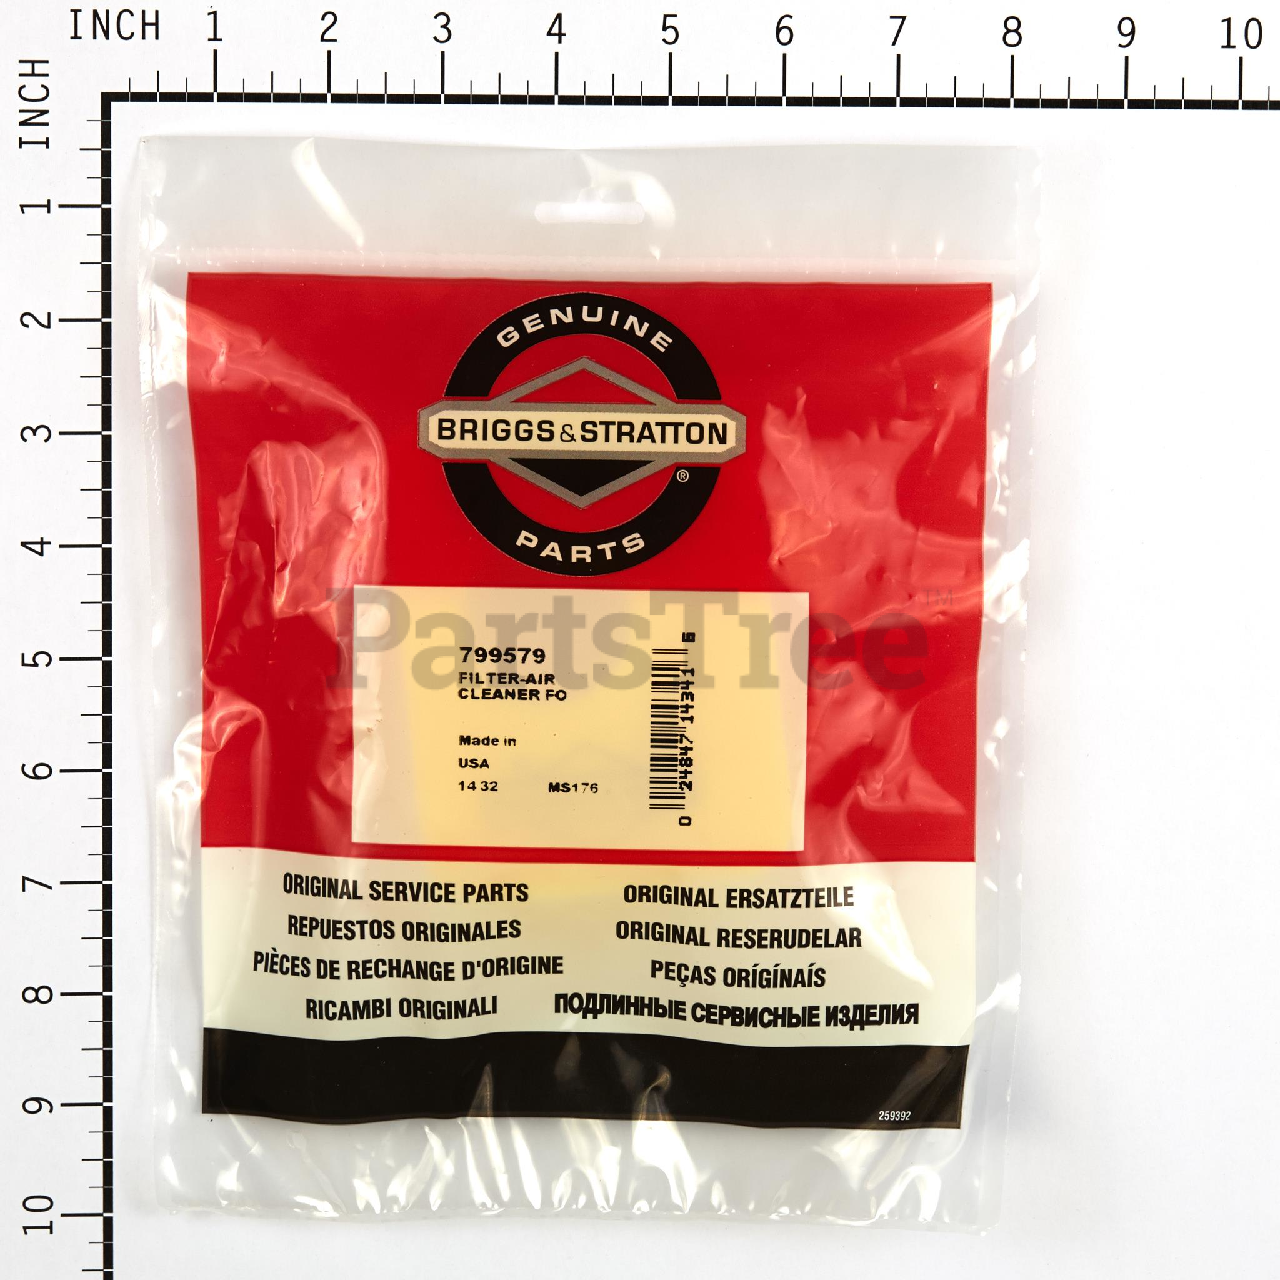 INCH 1 2 3 4 5 6 7 8 9 10
INCH
1
2
3
4
5
6
7
8
9
10
GENUINE
BRIGGS & STRATTON
®
PARTS
PartsTree™
799579
FILTER-AIR
CLEANER FO
Made in
USA
14 32 MS176
0 24847 14341 5
ORIGINAL SERVICE PARTS
ORIGINAL ERSATZTEILE
REPUESTOS ORIGINALES
ORIGINAL RESERUDELAR
PIÈCES DE RECHANGE D'ORIGINE
PEÇAS ORÍGÍNAÍS
RICAMBI ORIGINALI
ПОДЛИННЫЕ СЕРВИСНЫЕ ИЗДЕЛИЯ
259392